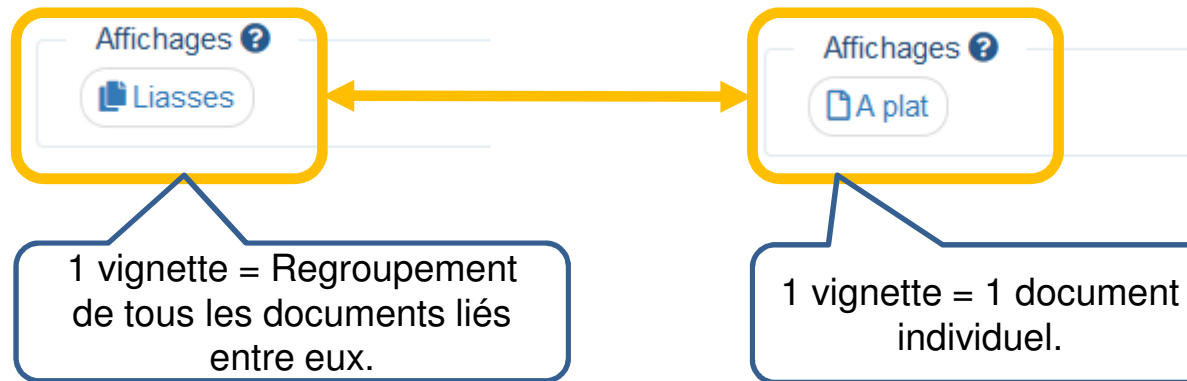 Affichages ?
Liasses
1 vignette = Regroupement
de tous les documents liés
entre eux.
Affichages ?
A plat
1 vignette = 1 document
individuel.